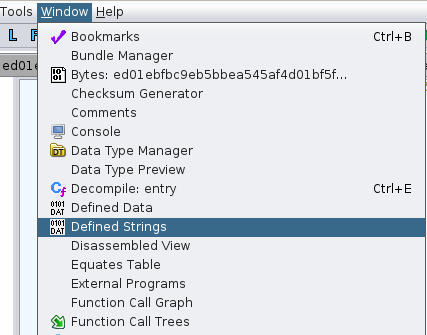 Tools Window Help
Bookmarks Ctrl+B
Bundle Manager
Bytes: ed01ebfbc9eb5bbea545af4d01bf5f...
Checksum Generator
Comments
Console
Data Type Manager
Data Type Preview
Decompile: entry Ctrl+E
Defined Data
Defined Strings
Disassembled View
Equates Table
External Programs
Function Call Graph
Function Call Trees